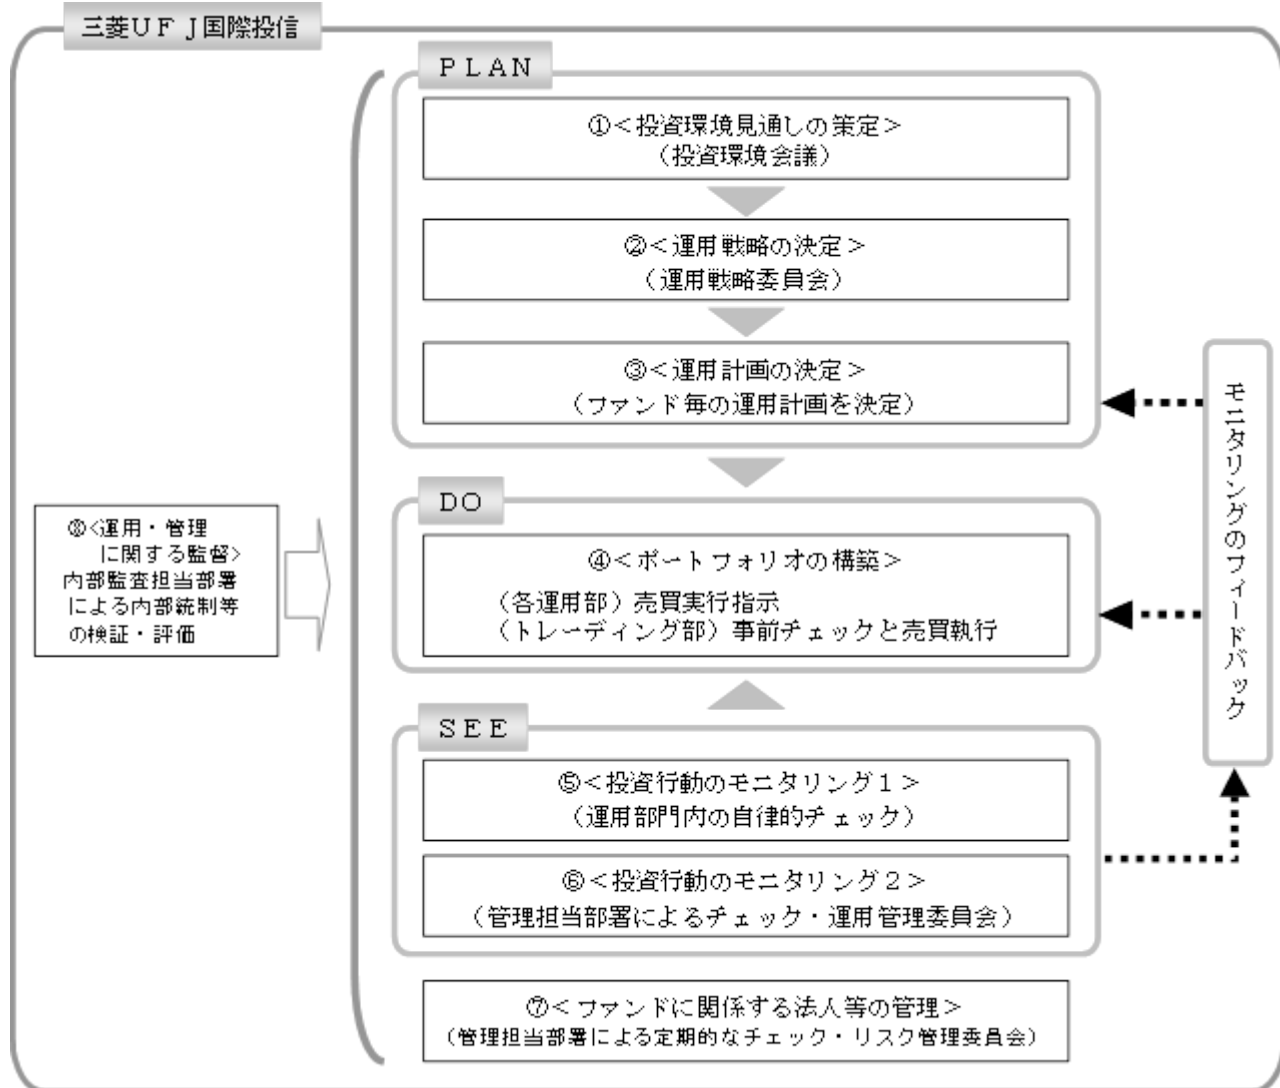 三菱ＵＦＪ国際投信
ＰＬＡＮ
①＜投資環境見通しの策定＞
（投資環境会議）
②＜運用戦略の決定＞
（運用戦略委員会）
③＜運用計画の決定＞
（ファンド毎の運用計画を決定）
ＤＯ
④＜ポートフォリオの構築＞
（各運用部）売買実行指示
（トレーディング部）事前チェックと売買執行
ＳＥＥ
⑤＜投資行動のモニタリング１＞
（運用部門内の自律的チェック）
⑥＜投資行動のモニタリング２＞
（管理担当部署によるチェック・運用管理委員会）
⑦＜ファンドに関係する法人等の管理＞
（管理担当部署による定期的なチェック・リスク管理委員会）
⑧<運用・管理
に関する監督>
内部監査担当部署
による内部統制等
の検証・評価
モニタリングのフィードバック